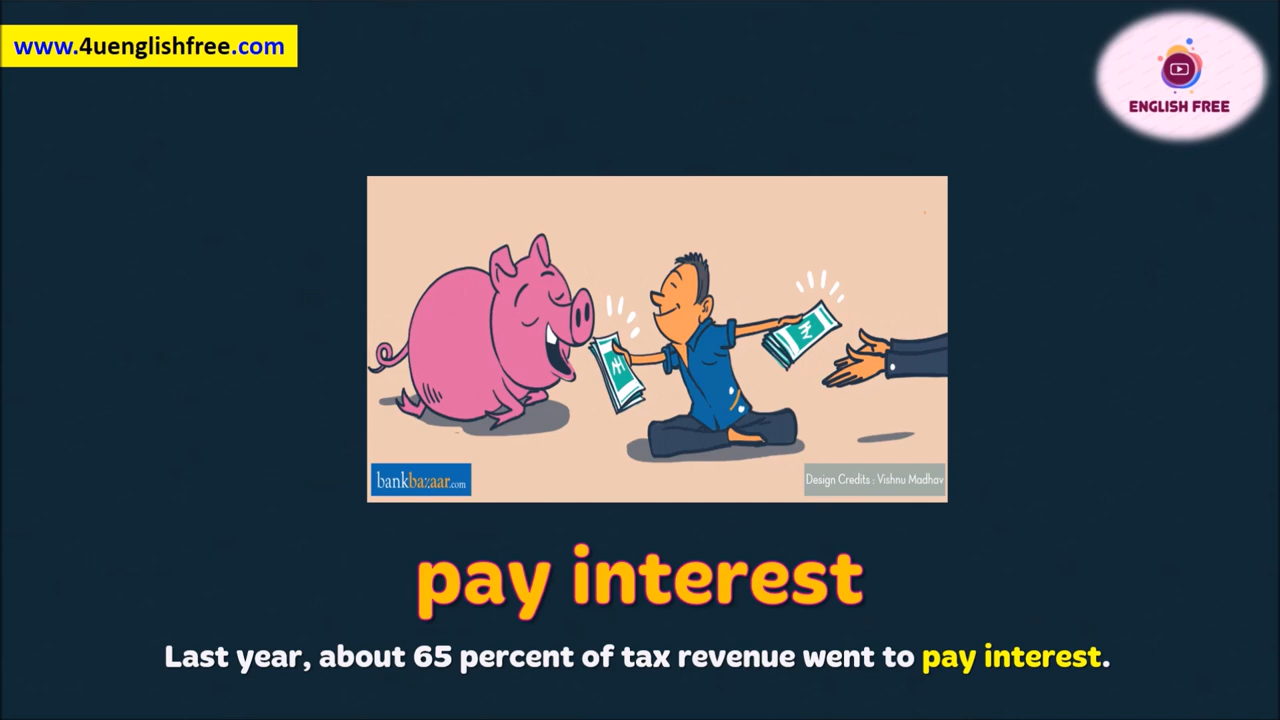 www.4uenglishfree.com
ENGLISH FREE
₹
₹
bankbazaar.com
Design Credits : Vishnu Madhav
pay interest
Last year, about 65 percent of tax revenue went to pay interest.